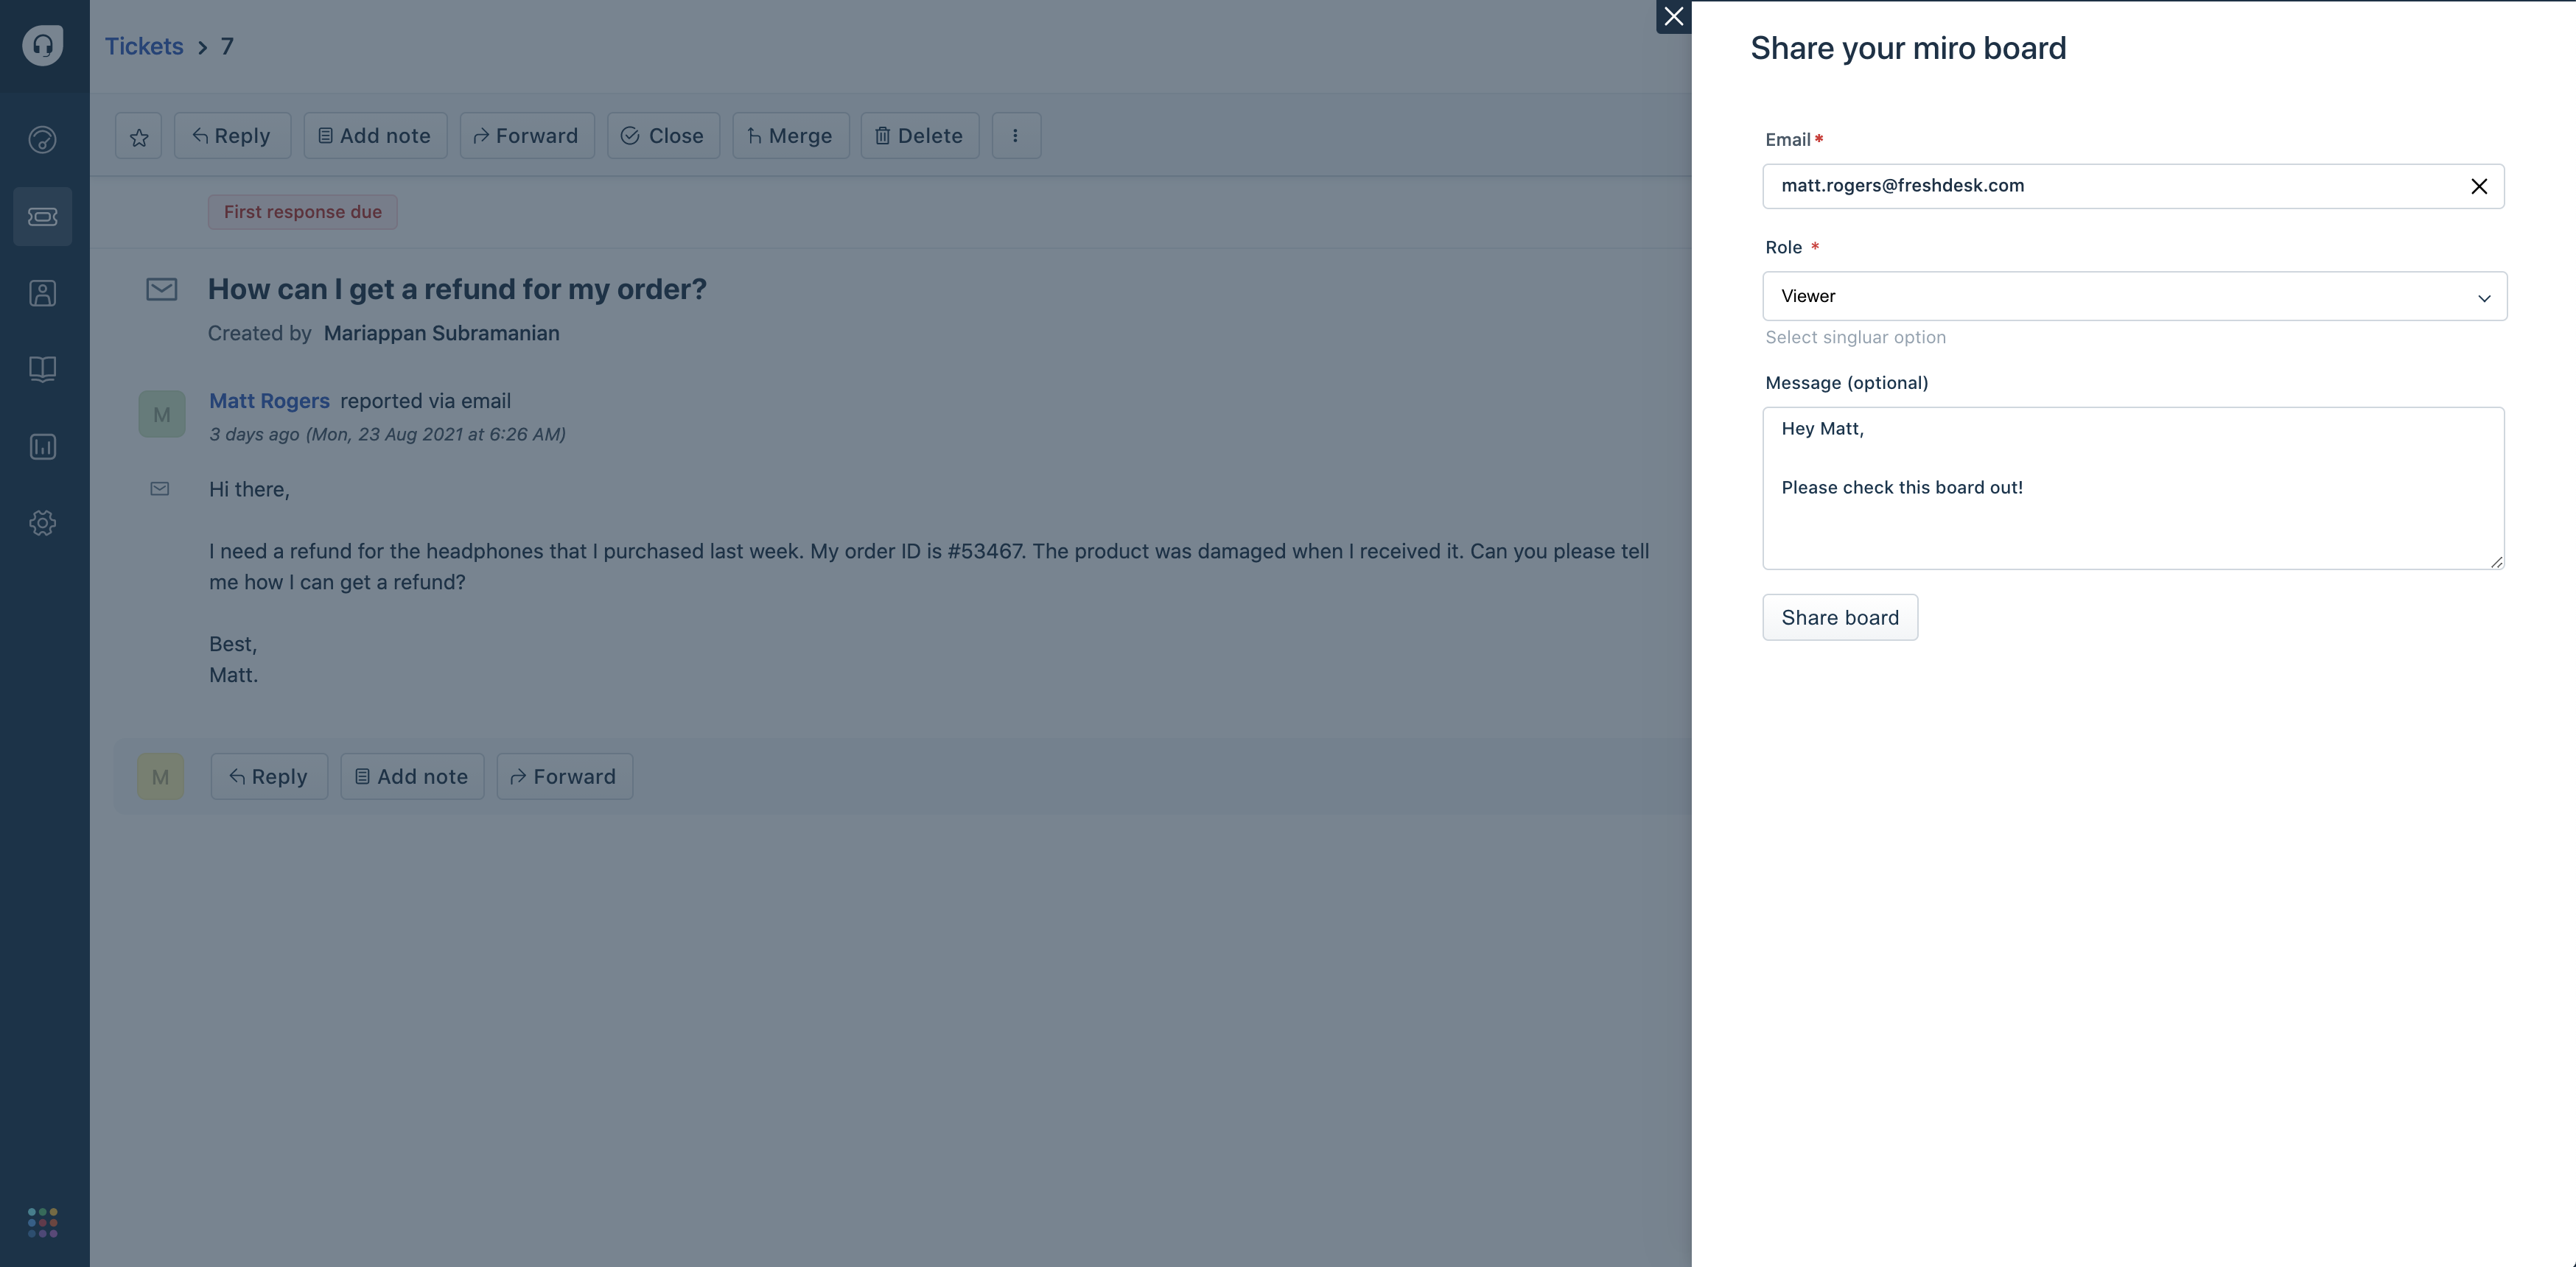 Tickets > 7
Reply Add note Forward Close Merge Delete
First response due
How can I get a refund for my order?
Created by Mariappan Subramanian
M
Matt Rogers reported via email
3 days ago (Mon, 23 Aug 2021 at 6:26 AM)
Hi there,
I need a refund for the headphones that I purchased last week. My order ID is #53467. The product was damaged when I received it. Can you please tell
me how I can get a refund?
Best,
Matt.
M Reply Add note Forward
Share your miro board
Email *
matt.rogers@freshdesk.com
Role *
Viewer
Select singluar option
Message (optional)
Hey Matt,
Please check this board out!
Share board